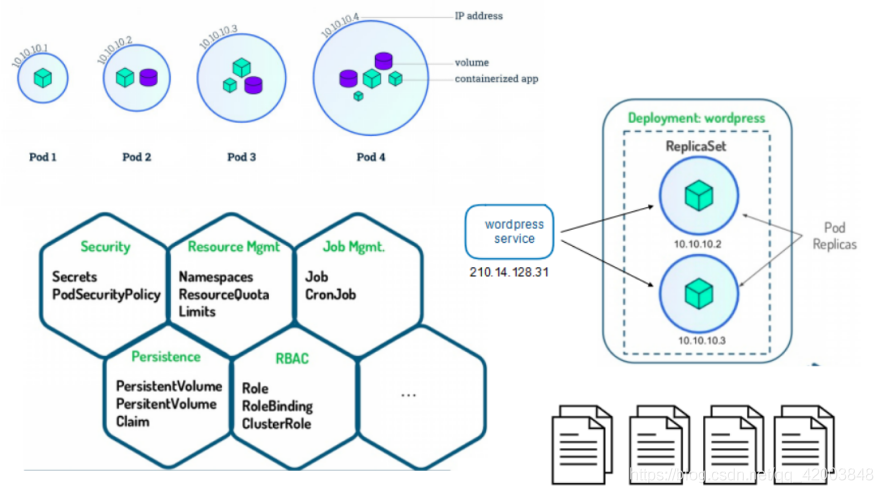 10.10.10.1
10.10.10.2
10.10.10.3
10.10.10.4
IP address
volume
containerized app
Pod 1
Pod 2
Pod 3
Pod 4
Deployment: wordpress
ReplicaSet
10.10.10.2
10.10.10.3
Pod
Replicas
wordpress
service
210.14.128.31
Security
Secrets
PodSecurityPolicy
Resource Mgmt
Namespaces
ResourceQuota
Limits
Job Mgmt.
Job
CronJob
Persistence
PersistentVolume
PersitentVolume
Claim
RBAC
Role
RoleBinding
ClusterRole
...
https://blog.csdn.net/qq_42003848